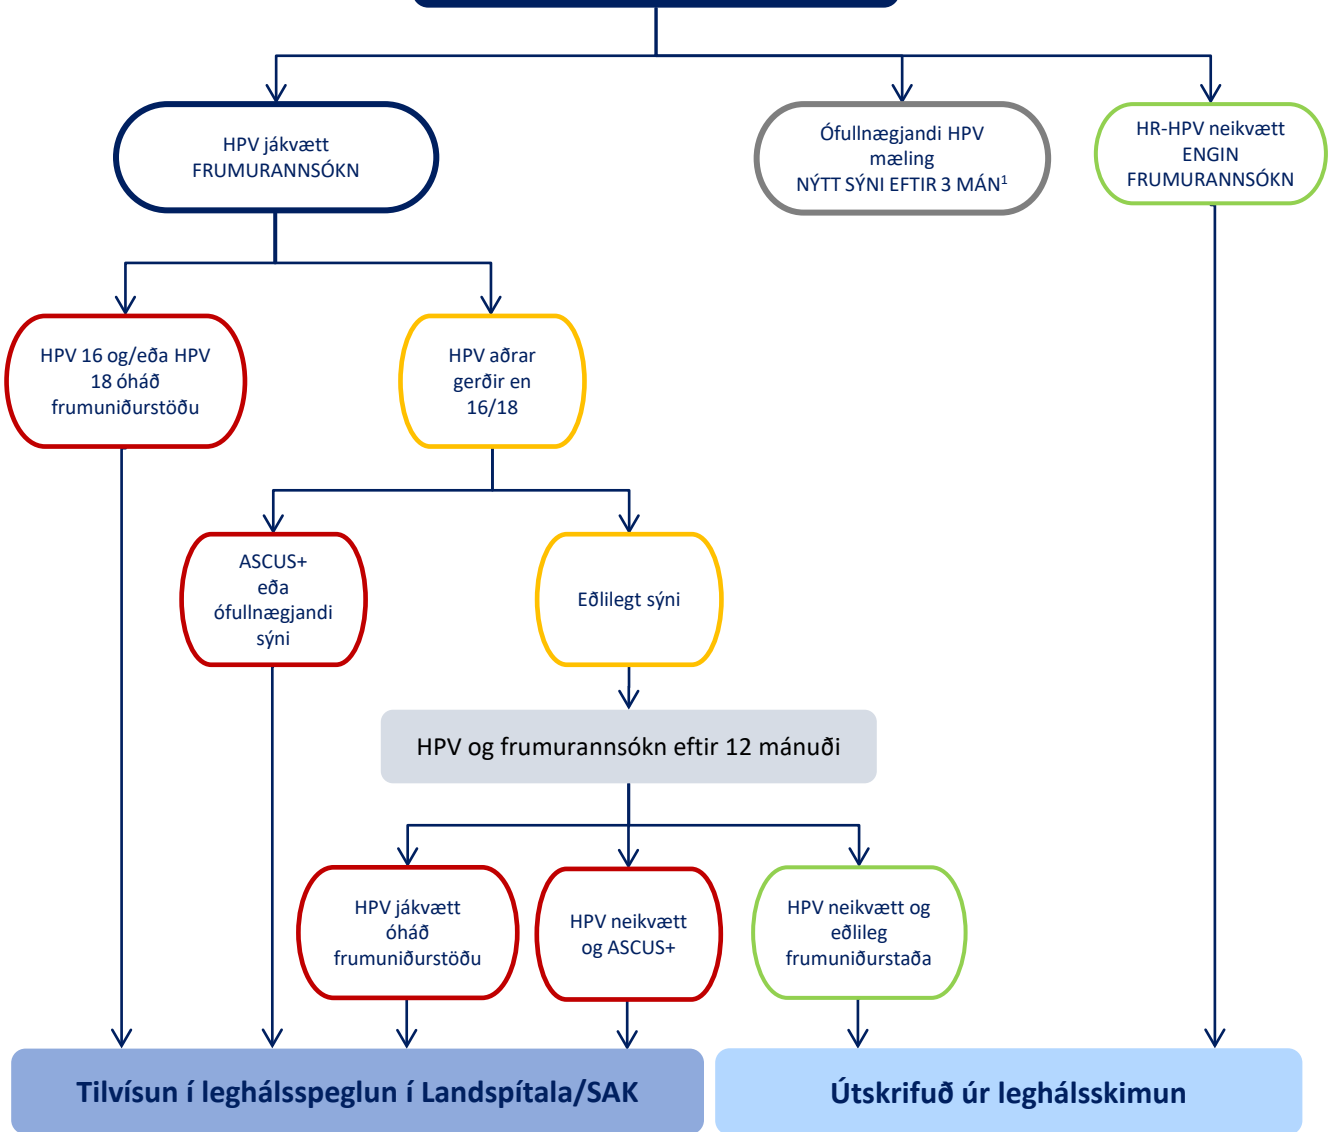 HPV jákvætt
FRUMURANNSÓKN
Ófullnægjandi HPV
mæling
NÝTT SÝNI EFTIR 3 MÁN¹
HR-HPV neikvætt
ENGIN
FRUMURANNSÓKN
HPV 16 og/eða HPV
18 óháð
frumuniðurstöðu
HPV aðrar
gerðir en
16/18
ASCUS+
eða
ófullnægjandi
sýni
Eðlilegt sýni
HPV og frumurannsókn eftir 12 mánuði
HPV jákvætt
óháð
frumuniðurstöðu
HPV neikvætt
og ASCUS+
HPV neikvætt og
eðlileg
frumuniðurstaða
Tilvísun í leghálsspeglun í Landspítala/SAK
Útskrifuð úr leghálsskimun